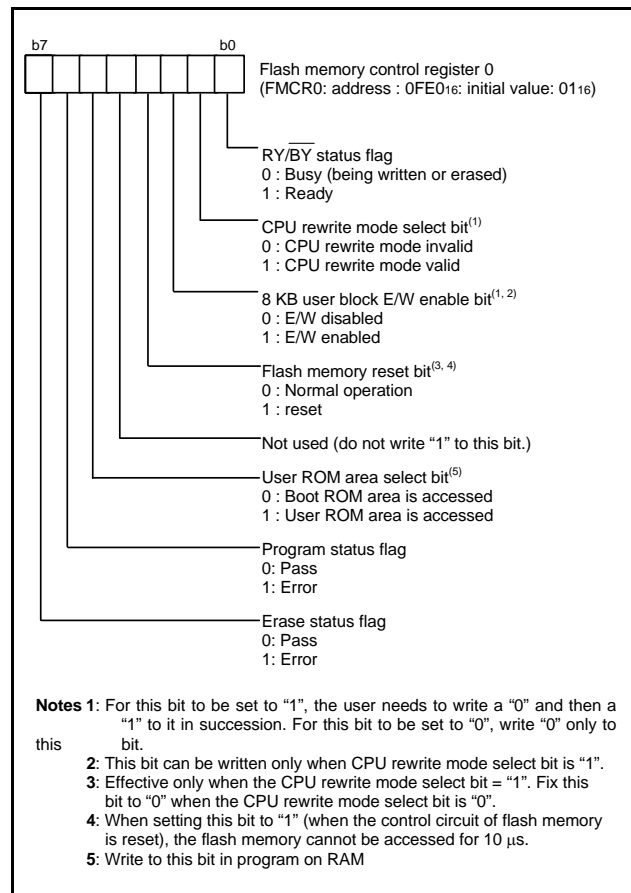 b7 b0
Flash memory control register 0
(FMCR0: address : 0FE016: initial value: 0116)
RY/BY status flag
0 : Busy (being written or erased)
1 : Ready
CPU rewrite mode select bit(1)
0 : CPU rewrite mode invalid
1 : CPU rewrite mode valid
8 KB user block E/W enable bit(1, 2)
0 : E/W disabled
1 : E/W enabled
Flash memory reset bit(3, 4)
0 : Normal operation
1 : reset
Not used (do not write “1” to this bit.)
User ROM area select bit(5)
0 : Boot ROM area is accessed
1 : User ROM area is accessed
Program status flag
0: Pass
1: Error
Erase status flag
0: Pass
1: Error
Notes 1: For this bit to be set to “1”, the user needs to write a “0” and then a
“1” to it in succession. For this bit to be set to “0”, write “0” only to
this bit.
2: This bit can be written only when CPU rewrite mode select bit is “1”.
3: Effective only when the CPU rewrite mode select bit = “1”. Fix this
bit to “0” when the CPU rewrite mode select bit is “0”.
4: When setting this bit to “1” (when the control circuit of flash memory
is reset), the flash memory cannot be accessed for 10 μs.
5: Write to this bit in program on RAM